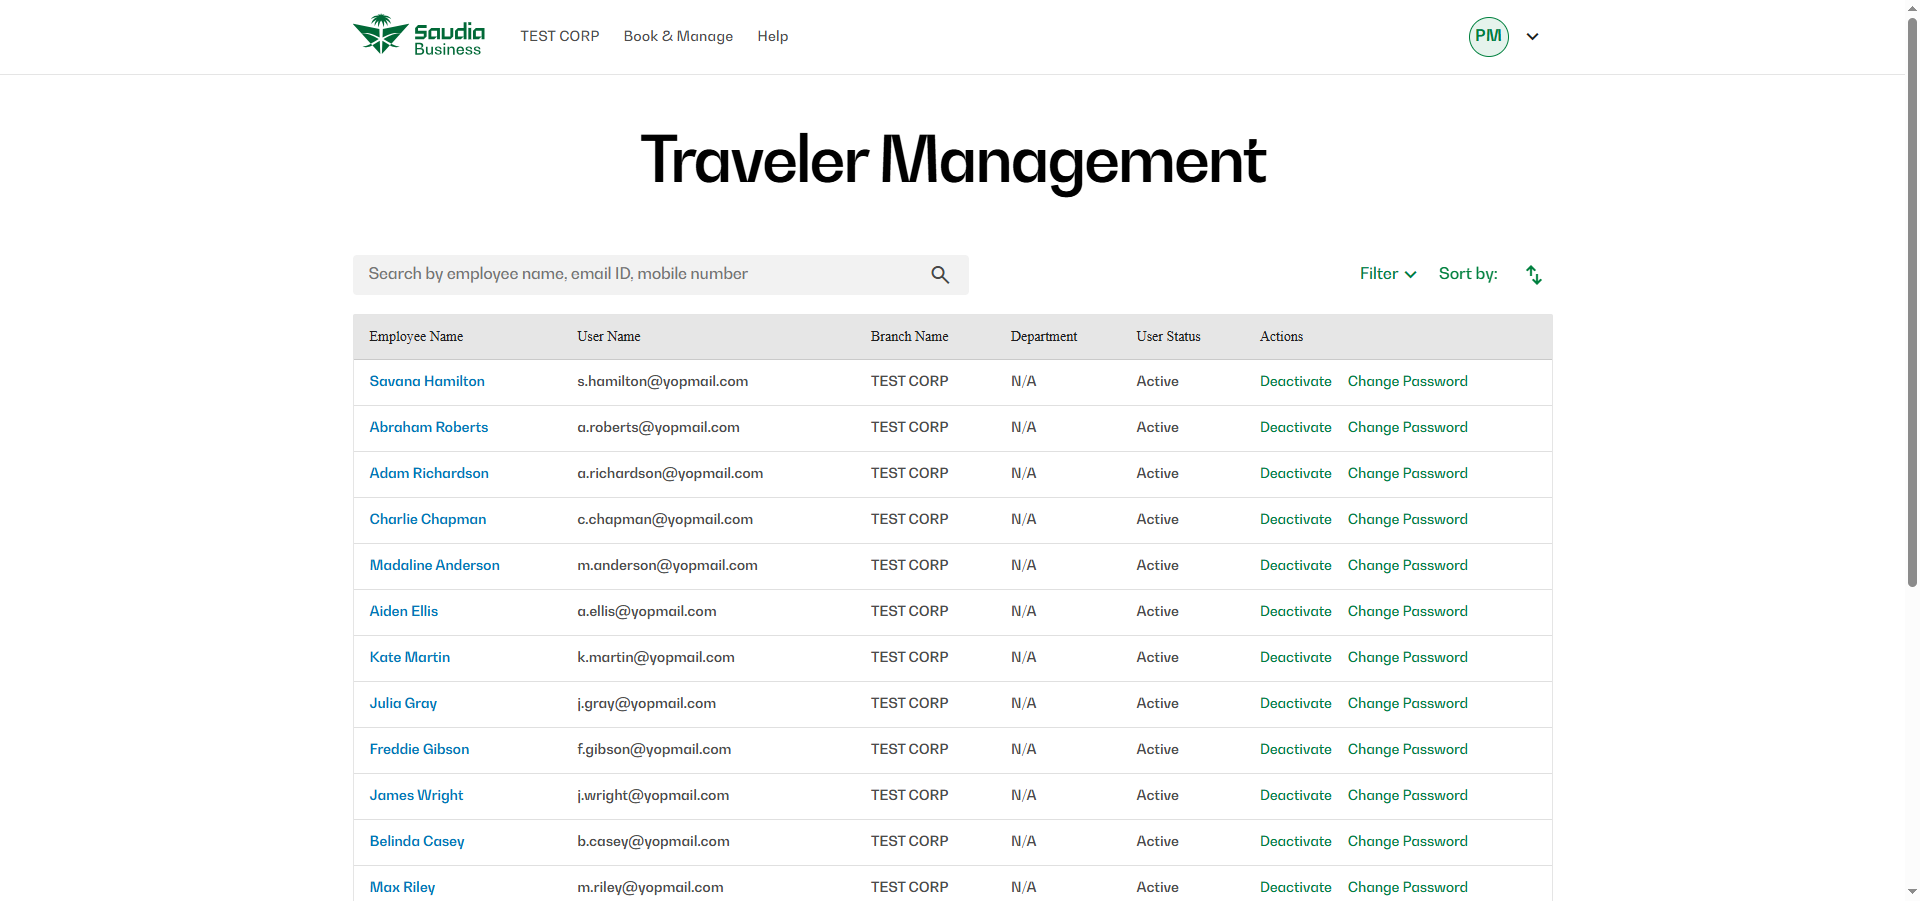 Saudia
Business
TEST CORP Book & Manage Help
PM
Traveler Management
Search by employee name, email ID, mobile number
Filter Sort by:
Employee Name User Name Branch Name Department User Status Actions
Savana Hamilton s.hamilton@yopmail.com TEST CORP N/A Active Deactivate Change Password
Abraham Roberts a.roberts@yopmail.com TEST CORP N/A Active Deactivate Change Password
Adam Richardson a.richardson@yopmail.com TEST CORP N/A Active Deactivate Change Password
Charlie Chapman c.chapman@yopmail.com TEST CORP N/A Active Deactivate Change Password
Madaline Anderson m.anderson@yopmail.com TEST CORP N/A Active Deactivate Change Password
Aiden Ellis a.ellis@yopmail.com TEST CORP N/A Active Deactivate Change Password
Kate Martin k.martin@yopmail.com TEST CORP N/A Active Deactivate Change Password
Julia Gray j.gray@yopmail.com TEST CORP N/A Active Deactivate Change Password
Freddie Gibson f.gibson@yopmail.com TEST CORP N/A Active Deactivate Change Password
James Wright j.wright@yopmail.com TEST CORP N/A Active Deactivate Change Password
Belinda Casey b.casey@yopmail.com TEST CORP N/A Active Deactivate Change Password
Max Riley m.riley@yopmail.com TEST CORP N/A Active Deactivate Change Password